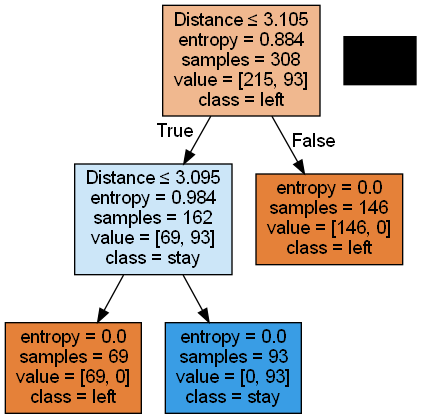 Distance ≤ 3.105
entropy = 0.884
samples = 308
value = [215, 93]
class = left
True
False
Distance ≤ 3.095
entropy = 0.984
samples = 162
value = [69, 93]
class = stay
entropy = 0.0
samples = 146
value = [146, 0]
class = left
entropy = 0.0
samples = 69
value = [69, 0]
class = left
entropy = 0.0
samples = 93
value = [0, 93]
class = stay